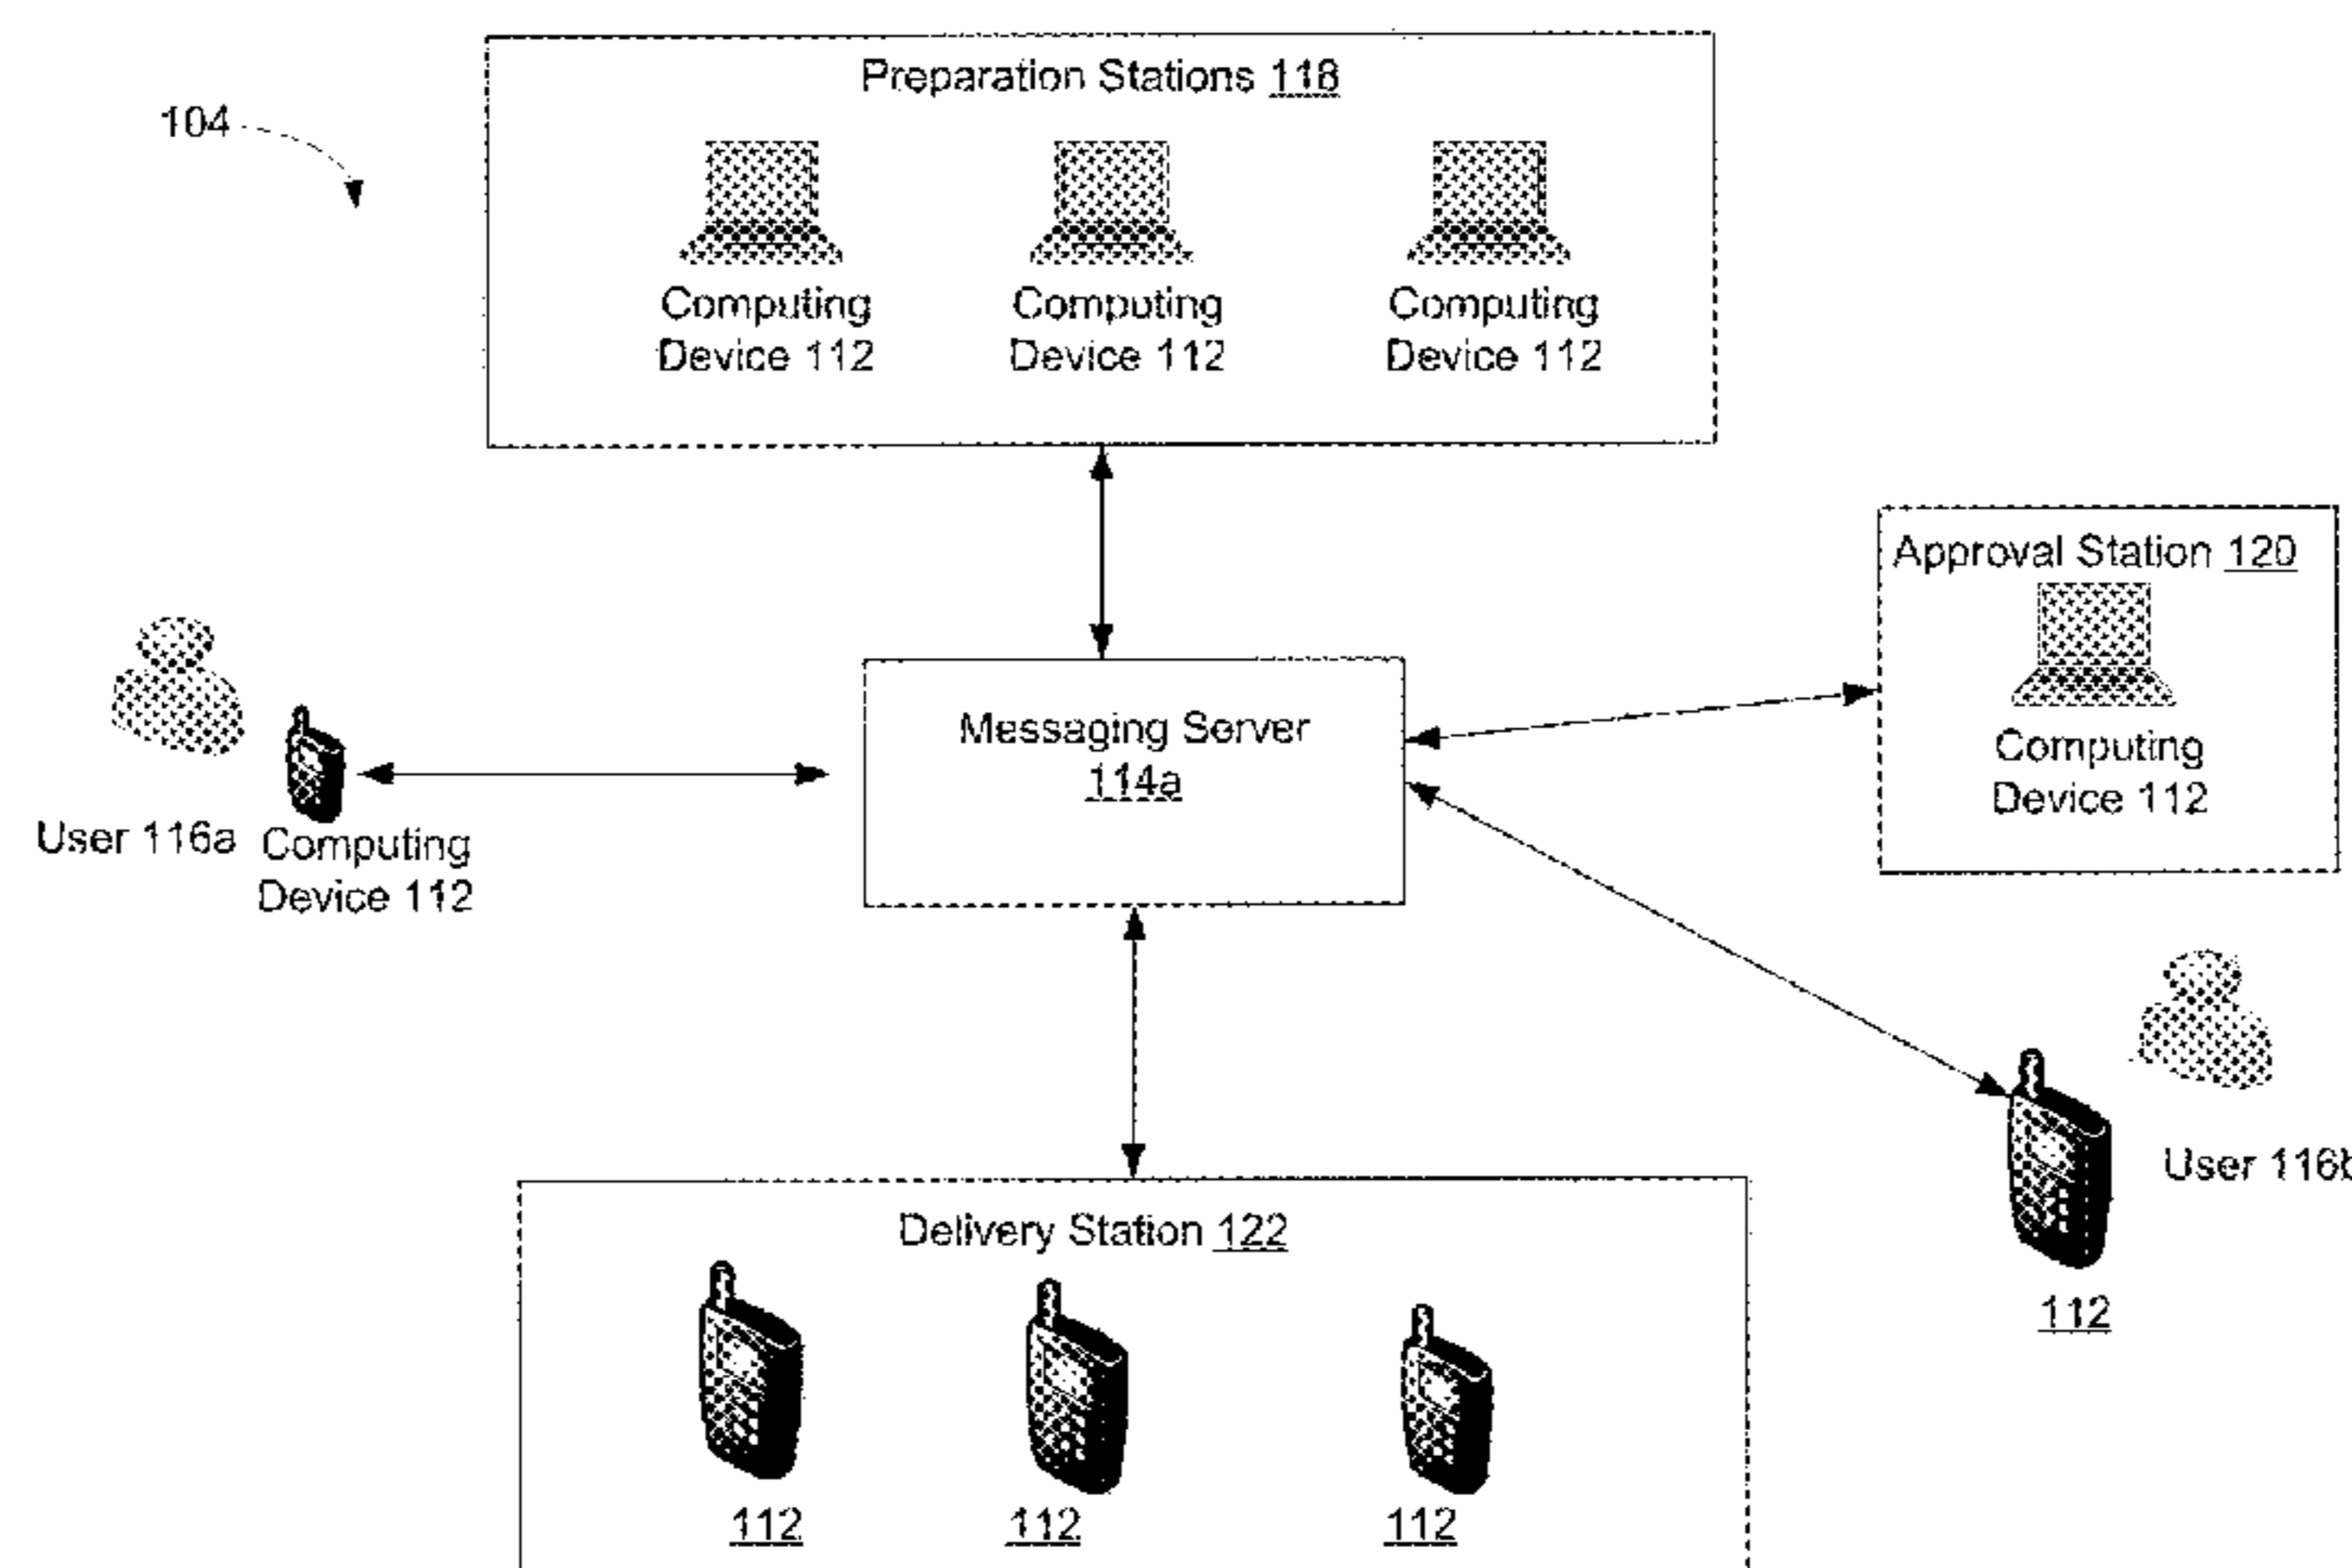 Preparation Stations 118
104
Computing
Device 112
Computing
Device 112
Computing
Device 112
Approval Station 120
Computing
Device 112
Messaging Server
114a
User 116a
Computing
Device 112
User 116b
112
Delivery Station 122
112
112
112